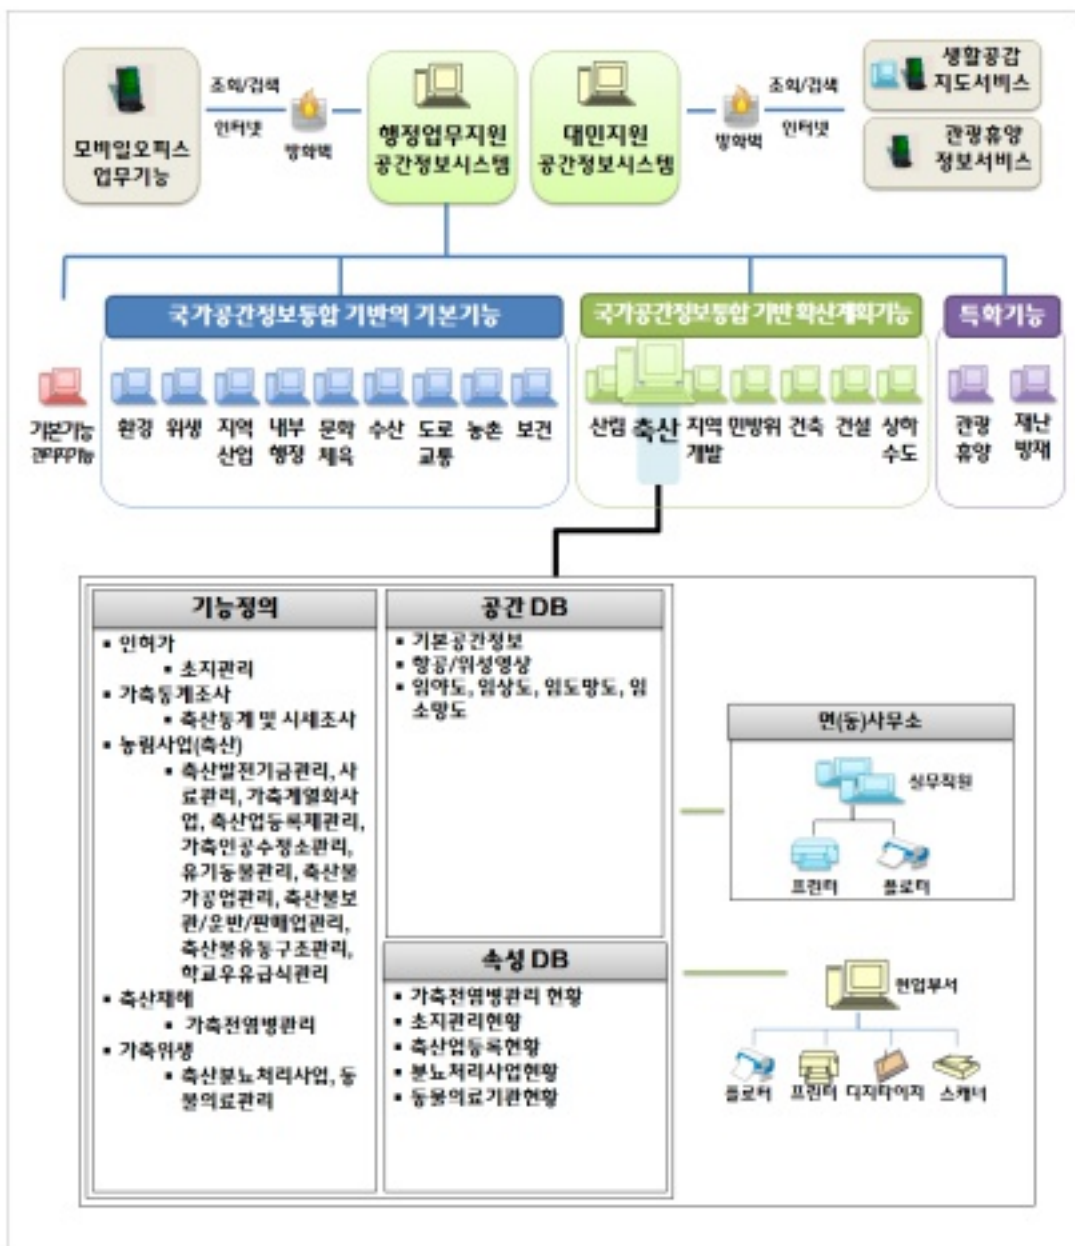 모바일오피스
업무기능
조회/검색
인터넷
방화벽
행정업무지원
공간정보시스템
대민지원
공간정보시스템
방화벽
조회/검색
인터넷
생활공감
지도서비스
관광휴양
정보서비스
국가공간정보통합 기반의 기본기능
국가공간정보통합 기반 확산계획기능
특화기능
기본기능
관리자기능
환경
위생
지역
산업
내부
행정
문화
체육
수산
도로
교통
농촌
보건
산림
축산
지역
개발
민방위
건축
건설
상하
수도
관광
휴양
재난
방재
기능정의
▪ 인허가
▪ 초지관리
▪ 가축통계조사
▪ 축산통계 및 시세조사
▪ 농림사업(축산)
▪ 축산발전기금관리, 사
료관리, 가축계열화사
업, 축산업등록제관리,
가축인공수정소관리,
유기동물관리, 축산물
가공업관리, 축산물보
관/운반/판매업관리,
축산물유통구조관리,
학교우유급식관리
▪ 축산재해
▪ 가축전염병관리
▪ 가축위생
▪ 축산분뇨처리사업, 동
물의료관리
공간 DB
▪ 기본공간정보
▪ 항공/위성영상
▪ 임야도, 임상도, 임도망도, 임
소망도
속성 DB
▪ 가축전염병관리 현황
▪ 초지관리현황
▪ 축산업등록현황
▪ 분뇨처리사업현황
▪ 동물의료기관현황
면(동)사무소
실무직원
프린터
플로터
현업부서
플로터
프린터
디지타이저
스캐너